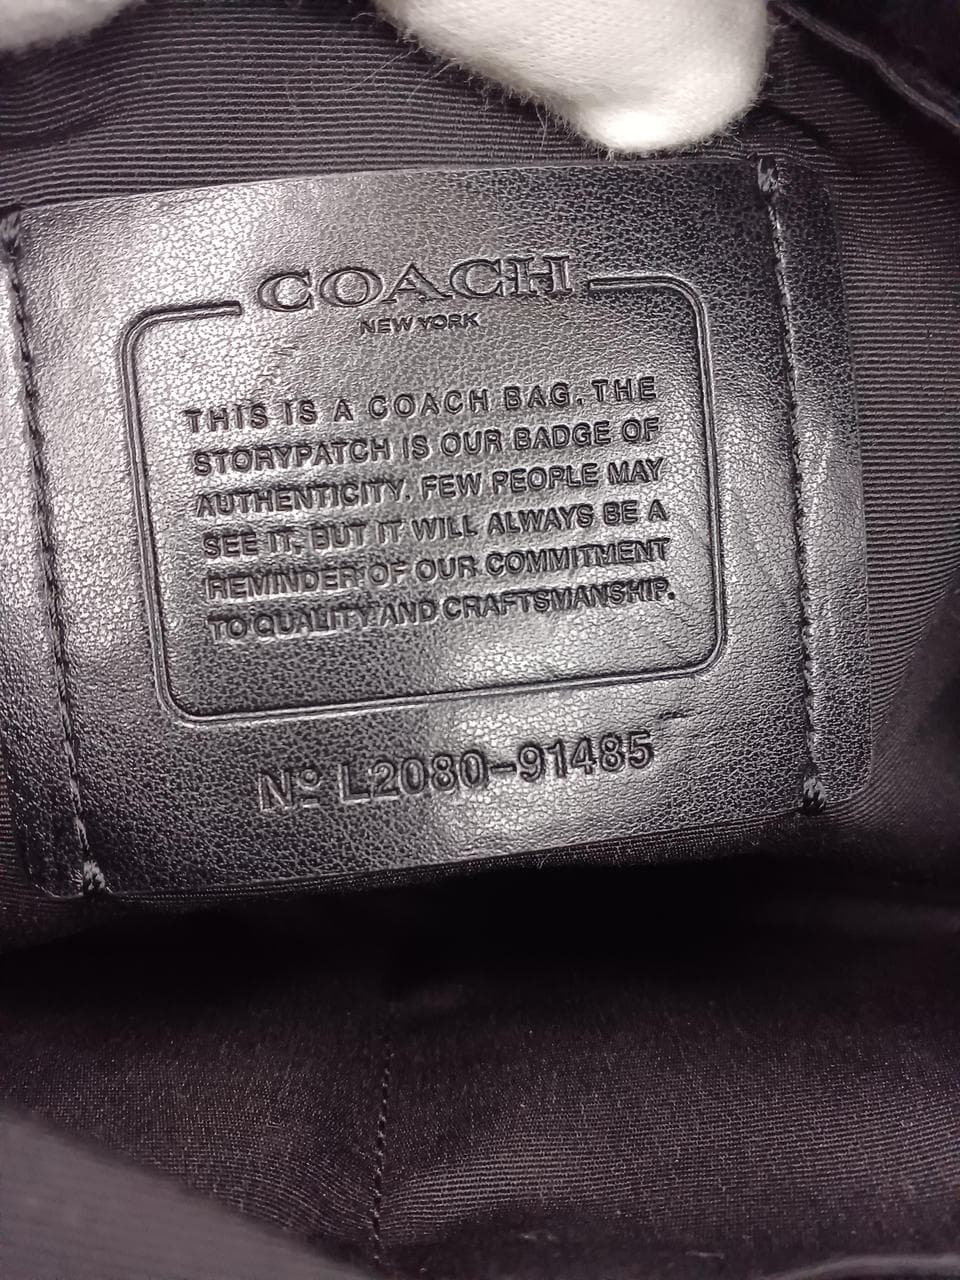 COACH
NEW YORK
THIS IS A COACH BAG. THE
STORYPATCH IS OUR BADGE OF
AUTHENTICITY. FEW PEOPLE MAY
SEE IT, BUT IT WILL ALWAYS BE A
REMINDER OF OUR COMMITMENT
TO QUALITY AND CRAFTSMANSHIP.
Nº L2080-91485